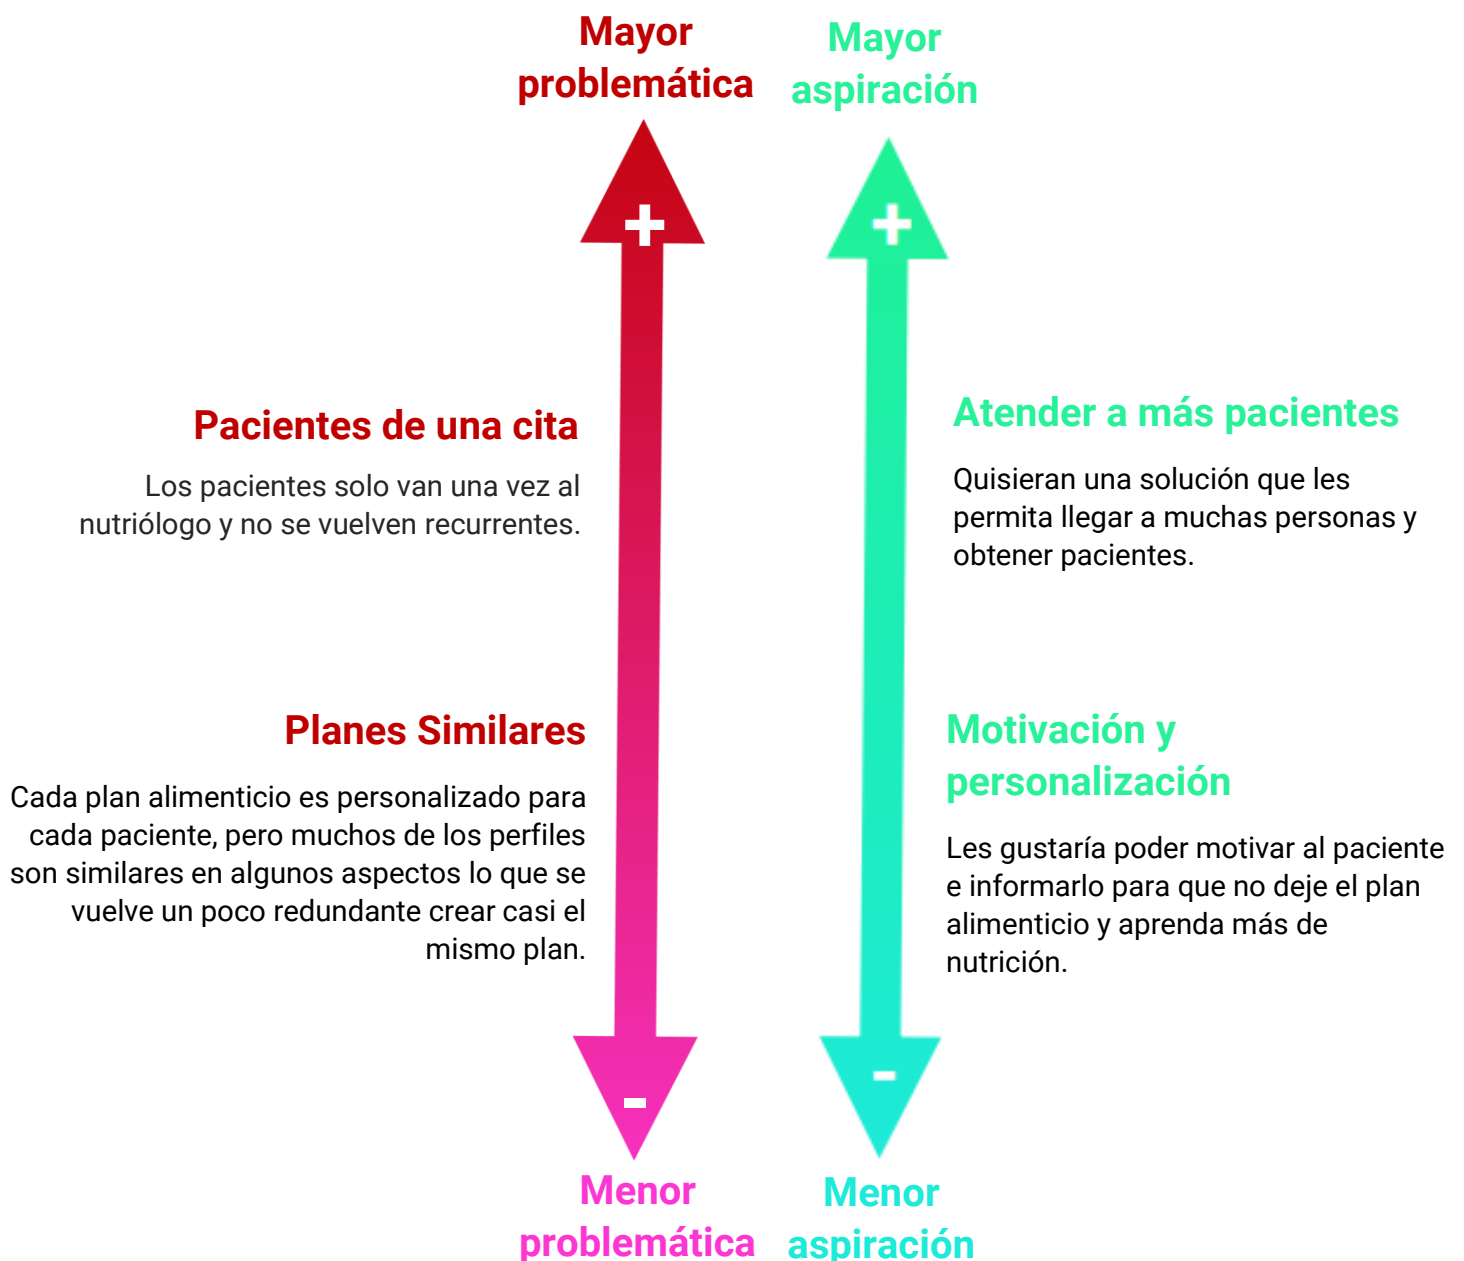 Mayor
problemática
Mayor
aspiración
+
+
Pacientes de una cita
Los pacientes solo van una vez al
nutriólogo y no se vuelven recurrentes.
Atender a más pacientes
Quisieran una solución que les
permita llegar a muchas personas y
obtener pacientes.
Planes Similares
Cada plan alimenticio es personalizado para
cada paciente, pero muchos de los perfiles
son similares en algunos aspectos lo que se
vuelve un poco redundante crear casi el
mismo plan.
Motivación y
personalización
Les gustaría poder motivar al paciente
e informarlo para que no deje el plan
alimenticio y aprenda más de
nutrición.
-
-
Menor
problemática
Menor
aspiración